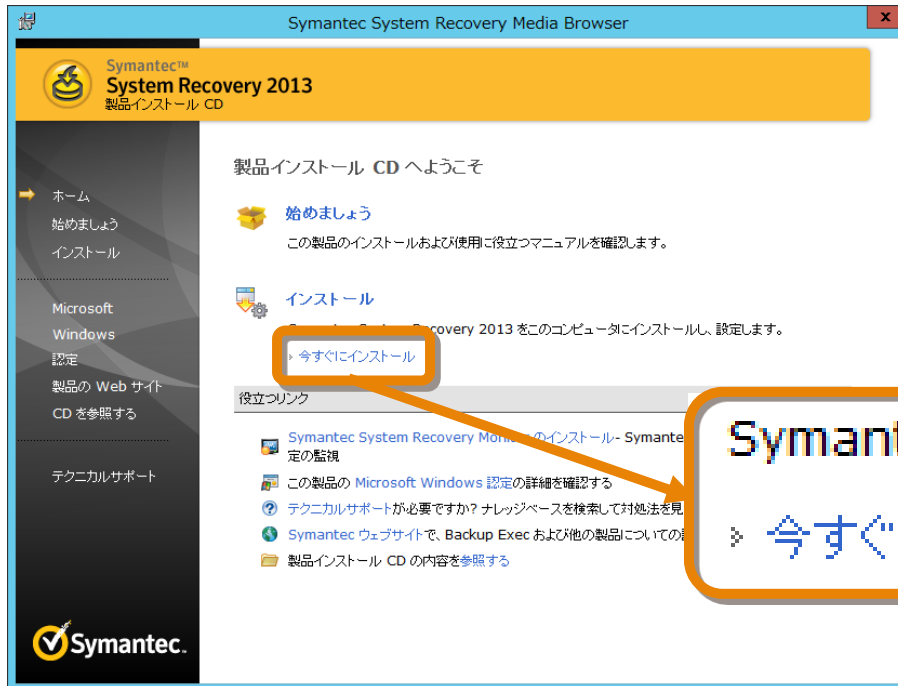 Symantec System Recovery Media Browser
x
Symantec™
System Recovery 2013
製品インストール CD
製品インストール CD へようこそ
ホーム
始めましょう
インストール
Microsoft
Windows
認定
製品の Web サイト
CD を参照する
テクニカルサポート
Symantec.
始めましょう
この製品のインストールおよび使用に役立つマニュアルを確認します。
インストール
Recovery 2013 をこのコンピュータにインストールし、設定します。
› 今すぐにインストール
役立つリンク
Symantec System Recovery Monitor のインストール- Symante
定の監視
この製品の Microsoft Windows 認定の詳細を確認する
テクニカルサポートが必要ですか? ナレッジベースを検索して対処法を見
Symantec ウェブサイトで、Backup Exec および他の製品についての
製品インストール CD の内容を参照する
Symant
› 今すぐ